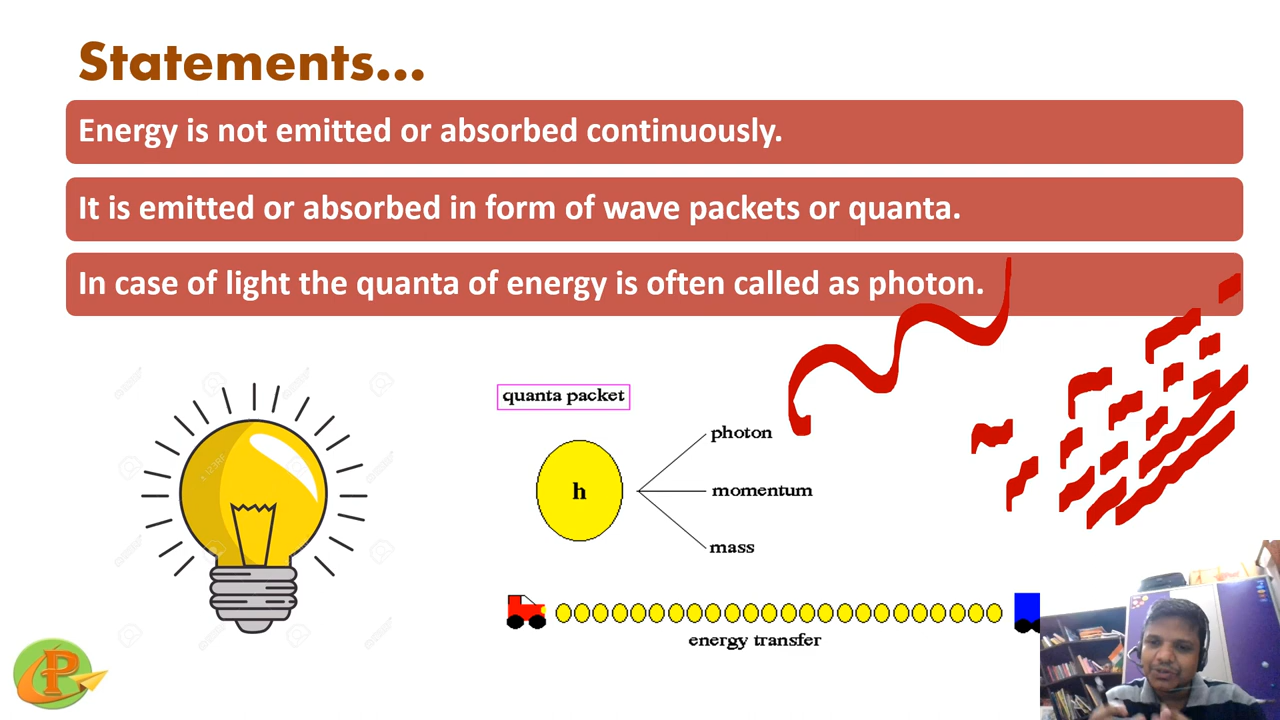 Statements...
Energy is not emitted or absorbed continuously.
It is emitted or absorbed in form of wave packets or quanta.
In case of light the quanta of energy is often called as photon.
quanta packet
photon
h
momentum
mass
energy transfer
P